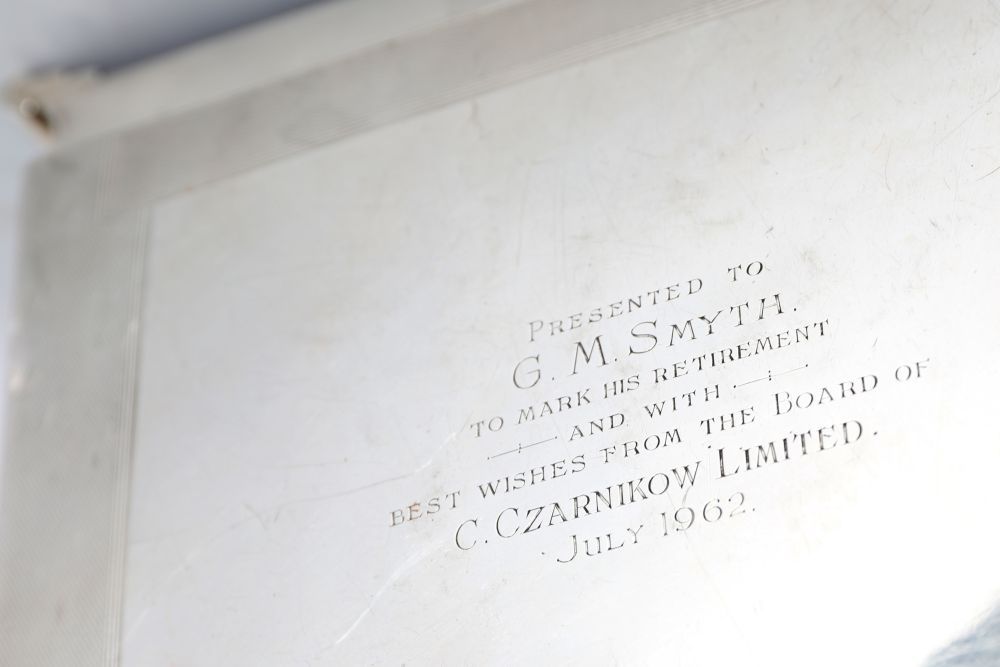 PRESENTED TO
G. M. SMYTH.
TO MARK HIS RETIREMENT
AND WITH
BEST WISHES FROM THE BOARD OF
C. CZARNIKOW LIMITED.
JULY 1962.